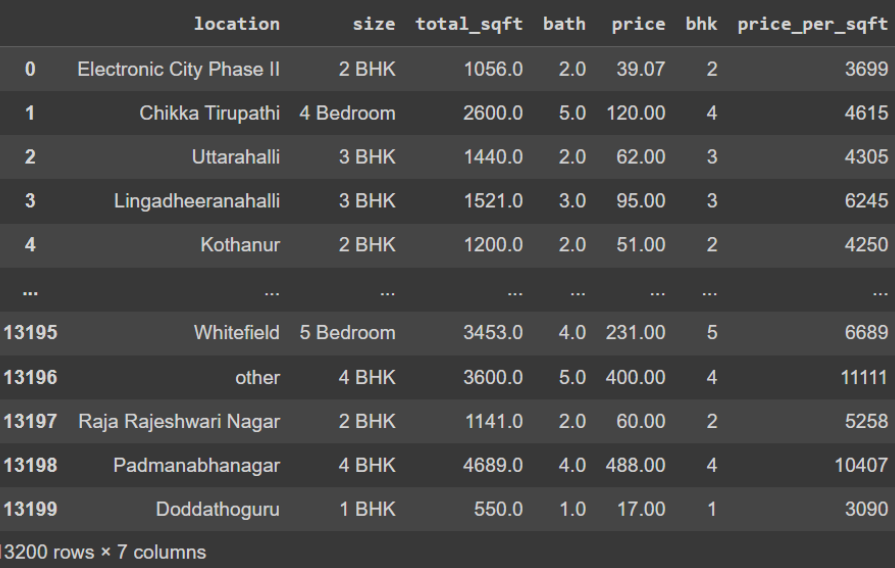 location size total_sqft bath price bhk price_per_sqft
0 Electronic City Phase II 2 BHK 1056.0 2.0 39.07 2 3699
1 Chikka Tirupathi 4 Bedroom 2600.0 5.0 120.00 4 4615
2 Uttarahalli 3 BHK 1440.0 2.0 62.00 3 4305
3 Lingadheeranahalli 3 BHK 1521.0 3.0 95.00 3 6245
4 Kothanur 2 BHK 1200.0 2.0 51.00 2 4250
... ... ... ... ... ... ... ...
13195 Whitefield 5 Bedroom 3453.0 4.0 231.00 5 6689
13196 other 4 BHK 3600.0 5.0 400.00 4 11111
13197 Raja Rajeshwari Nagar 2 BHK 1141.0 2.0 60.00 2 5258
13198 Padmanabhanagar 4 BHK 4689.0 4.0 488.00 4 10407
13199 Doddathoguru 1 BHK 550.0 1.0 17.00 1 3090
13200 rows × 7 columns